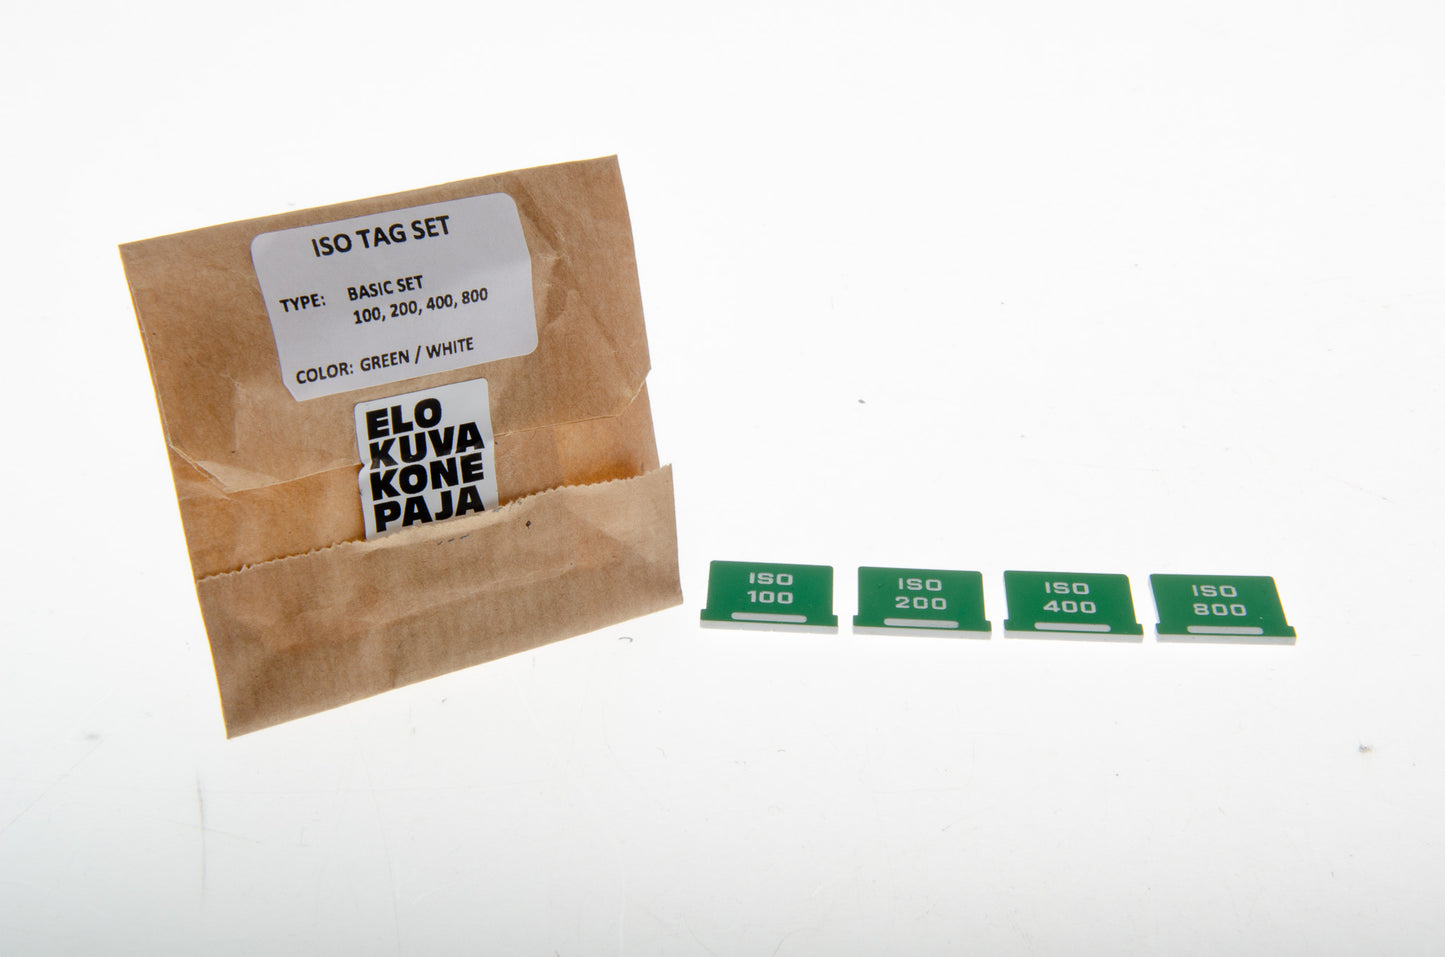 ISO TAG SET
TYPE: BASIC SET
100, 200, 400, 800
COLOR: GREEN / WHITE
ELO
KUVA
KONE
PAJA
ISO
100
ISO
200
ISO
400
ISO
800